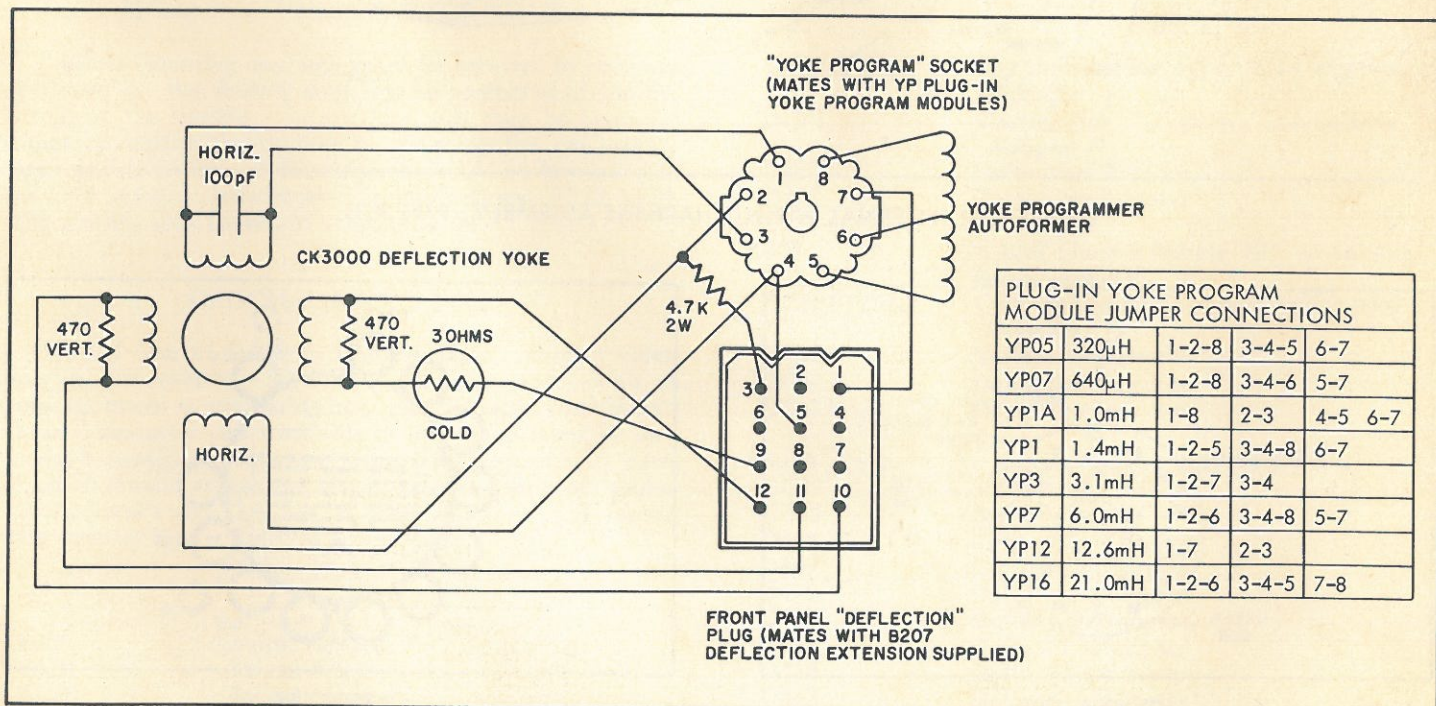 "YOKE PROGRAM" SOCKET
(MATES WITH YP PLUG-IN
YOKE PROGRAM MODULES)
HORIZ.
100pF
1
8
2
7
3
6
4
5
YOKE PROGRAMMER
AUTOFORMER
CK3000 DEFLECTION YOKE
470
VERT.
470
VERT.
3 OHMS
COLD
HORIZ.
4.7K
2W
3 2 1
6 5 4
9 8 7
12 11 10
FRONT PANEL "DEFLECTION"
PLUG (MATES WITH B207
DEFLECTION EXTENSION SUPPLIED)
PLUG-IN YOKE PROGRAM
MODULE JUMPER CONNECTIONS
YP05 320μH 1-2-8 3-4-5 6-7
YP07 640μH 1-2-8 3-4-6 5-7
YP1A 1.0mH 1-8 2-3 4-5 6-7
YP1 1.4mH 1-2-5 3-4-8 6-7
YP3 3.1mH 1-2-7 3-4
YP7 6.0mH 1-2-6 3-4-8 5-7
YP12 12.6mH 1-7 2-3
YP16 21.0mH 1-2-6 3-4-5 7-8